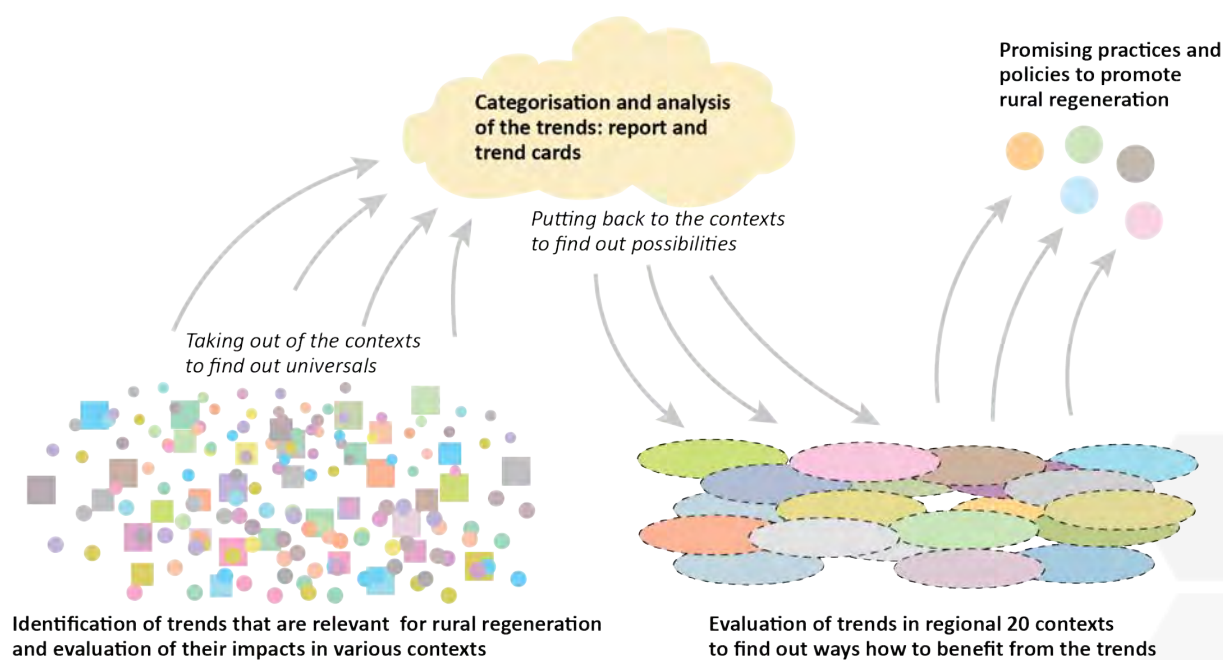 Promising practices and
policies to promote
rural regeneration
Categorisation and analysis
of the trends: report and
trend cards
Putting back to the contexts
to find out possibilities
Taking out of the contexts
to find out universals
Identification of trends that are relevant for rural regeneration
and evaluation of their impacts in various contexts
Evaluation of trends in regional 20 contexts
to find out ways how to benefit from the trends